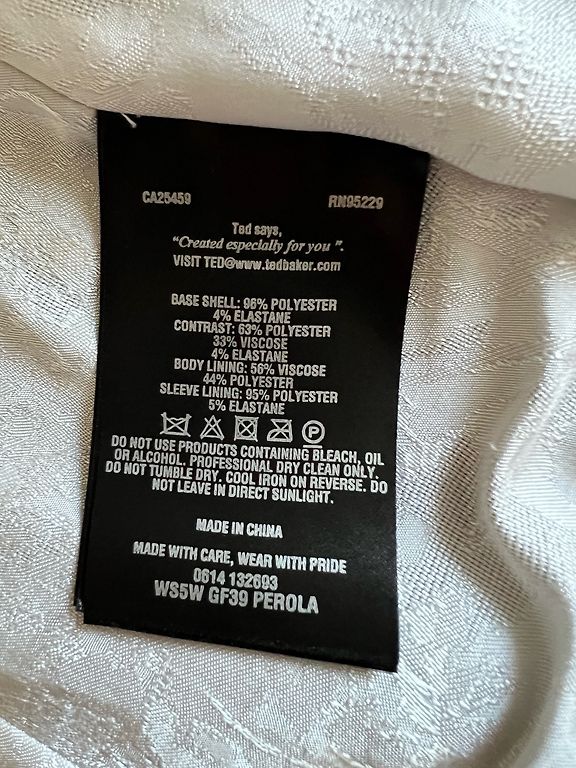 CA25459 RN95229
Ted says,
"Created especially for you ".
VISIT TED@www.tedbaker.com
BASE SHELL: 96% POLYESTER
4% ELASTANE
CONTRAST: 63% POLYESTER
33% VISCOSE
4% ELASTANE
BODY LINING: 56% VISCOSE
44% POLYESTER
SLEEVE LINING: 95% POLYESTER
5% ELASTANE
P
DO NOT USE PRODUCTS CONTAINING BLEACH, OIL
OR ALCOHOL. PROFESSIONAL DRY CLEAN ONLY.
DO NOT TUMBLE DRY. COOL IRON ON REVERSE. DO
NOT LEAVE IN DIRECT SUNLIGHT.
MADE IN CHINA
MADE WITH CARE, WEAR WITH PRIDE
0614 132693
WS5W GF39 PEROLA